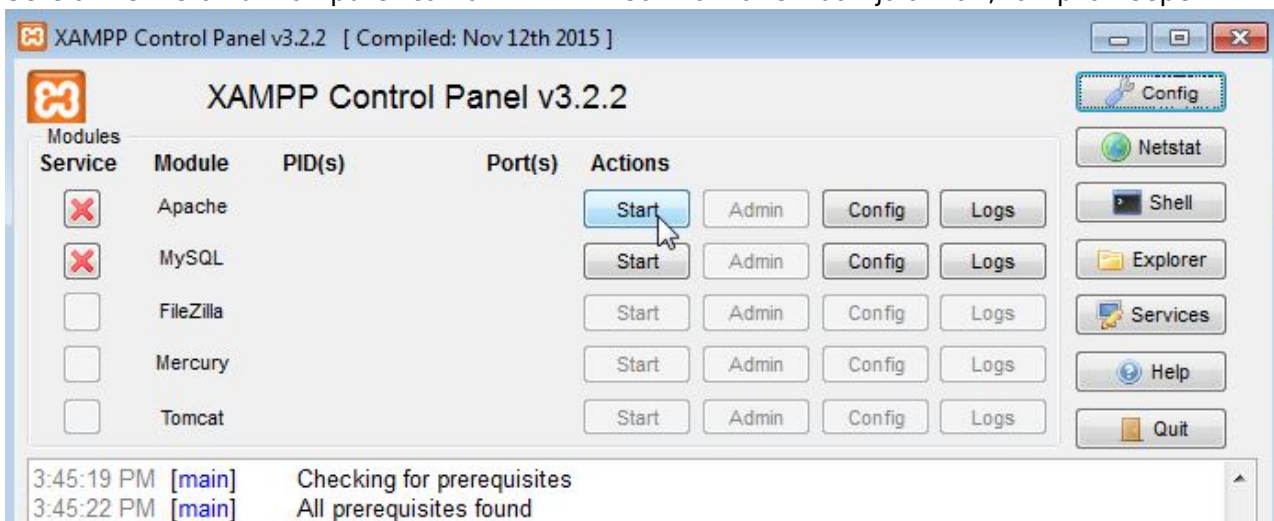 XAMPP Control Panel v3.2.2 [ Compiled: Nov 12th 2015 ]
XAMPP Control Panel v3.2.2
Config
Modules
Service Module PID(s) Port(s) Actions
Netstat
Apache Start Admin Config Logs
Shell
MySQL Start Admin Config Logs
Explorer
FileZilla Start Admin Config Logs
Services
Mercury Start Admin Config Logs
Help
Tomcat Start Admin Config Logs
Quit
3:45:19 PM [main] Checking for prerequisites
3:45:22 PM [main] All prerequisites found